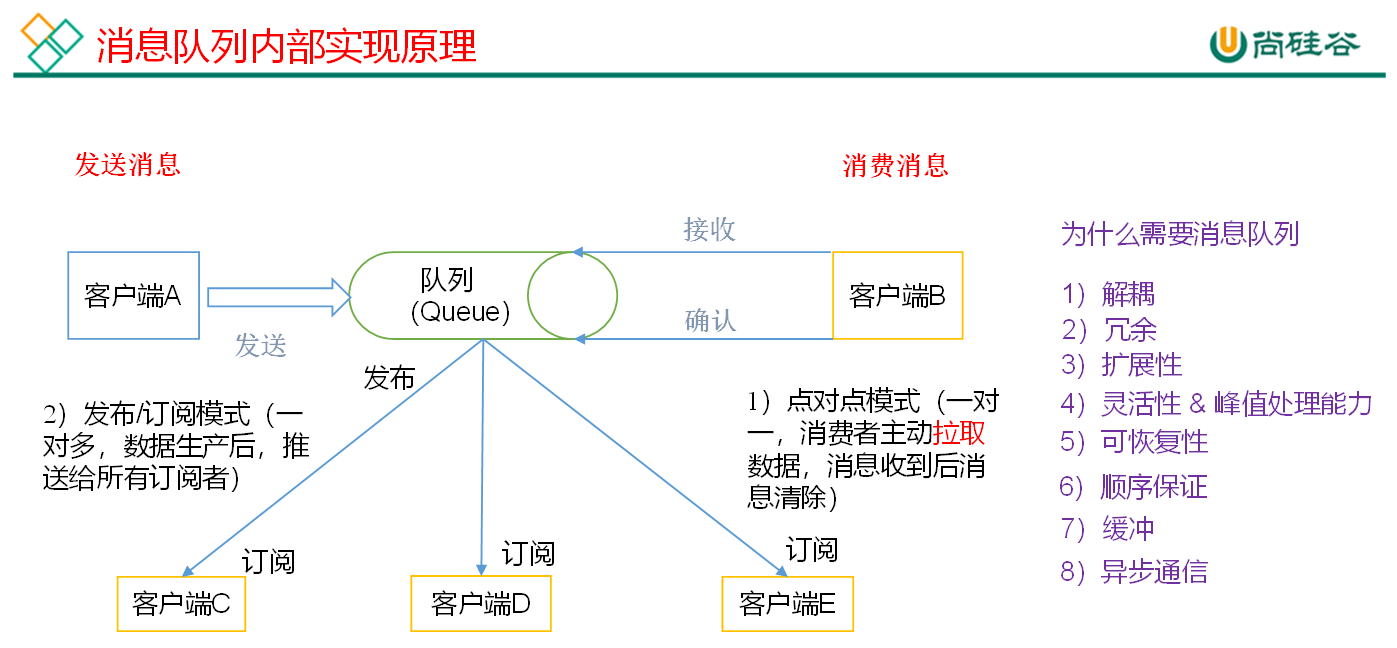 消息队列内部实现原理
尚硅谷
发送消息
消费消息
接收
客户端A
队列
（Queue）
客户端B
发送
确认
发布
2）发布/订阅模式（一
对多，数据生产后，推
送给所有订阅者）
1）点对点模式（一对
一，消费者主动拉取
数据，消息收到后消
息清除）
订阅
订阅
订阅
客户端C
客户端D
客户端E
为什么需要消息队列
1）解耦
2）冗余
3）扩展性
4）灵活性 & 峰值处理能力
5）可恢复性
6）顺序保证
7）缓冲
8）异步通信